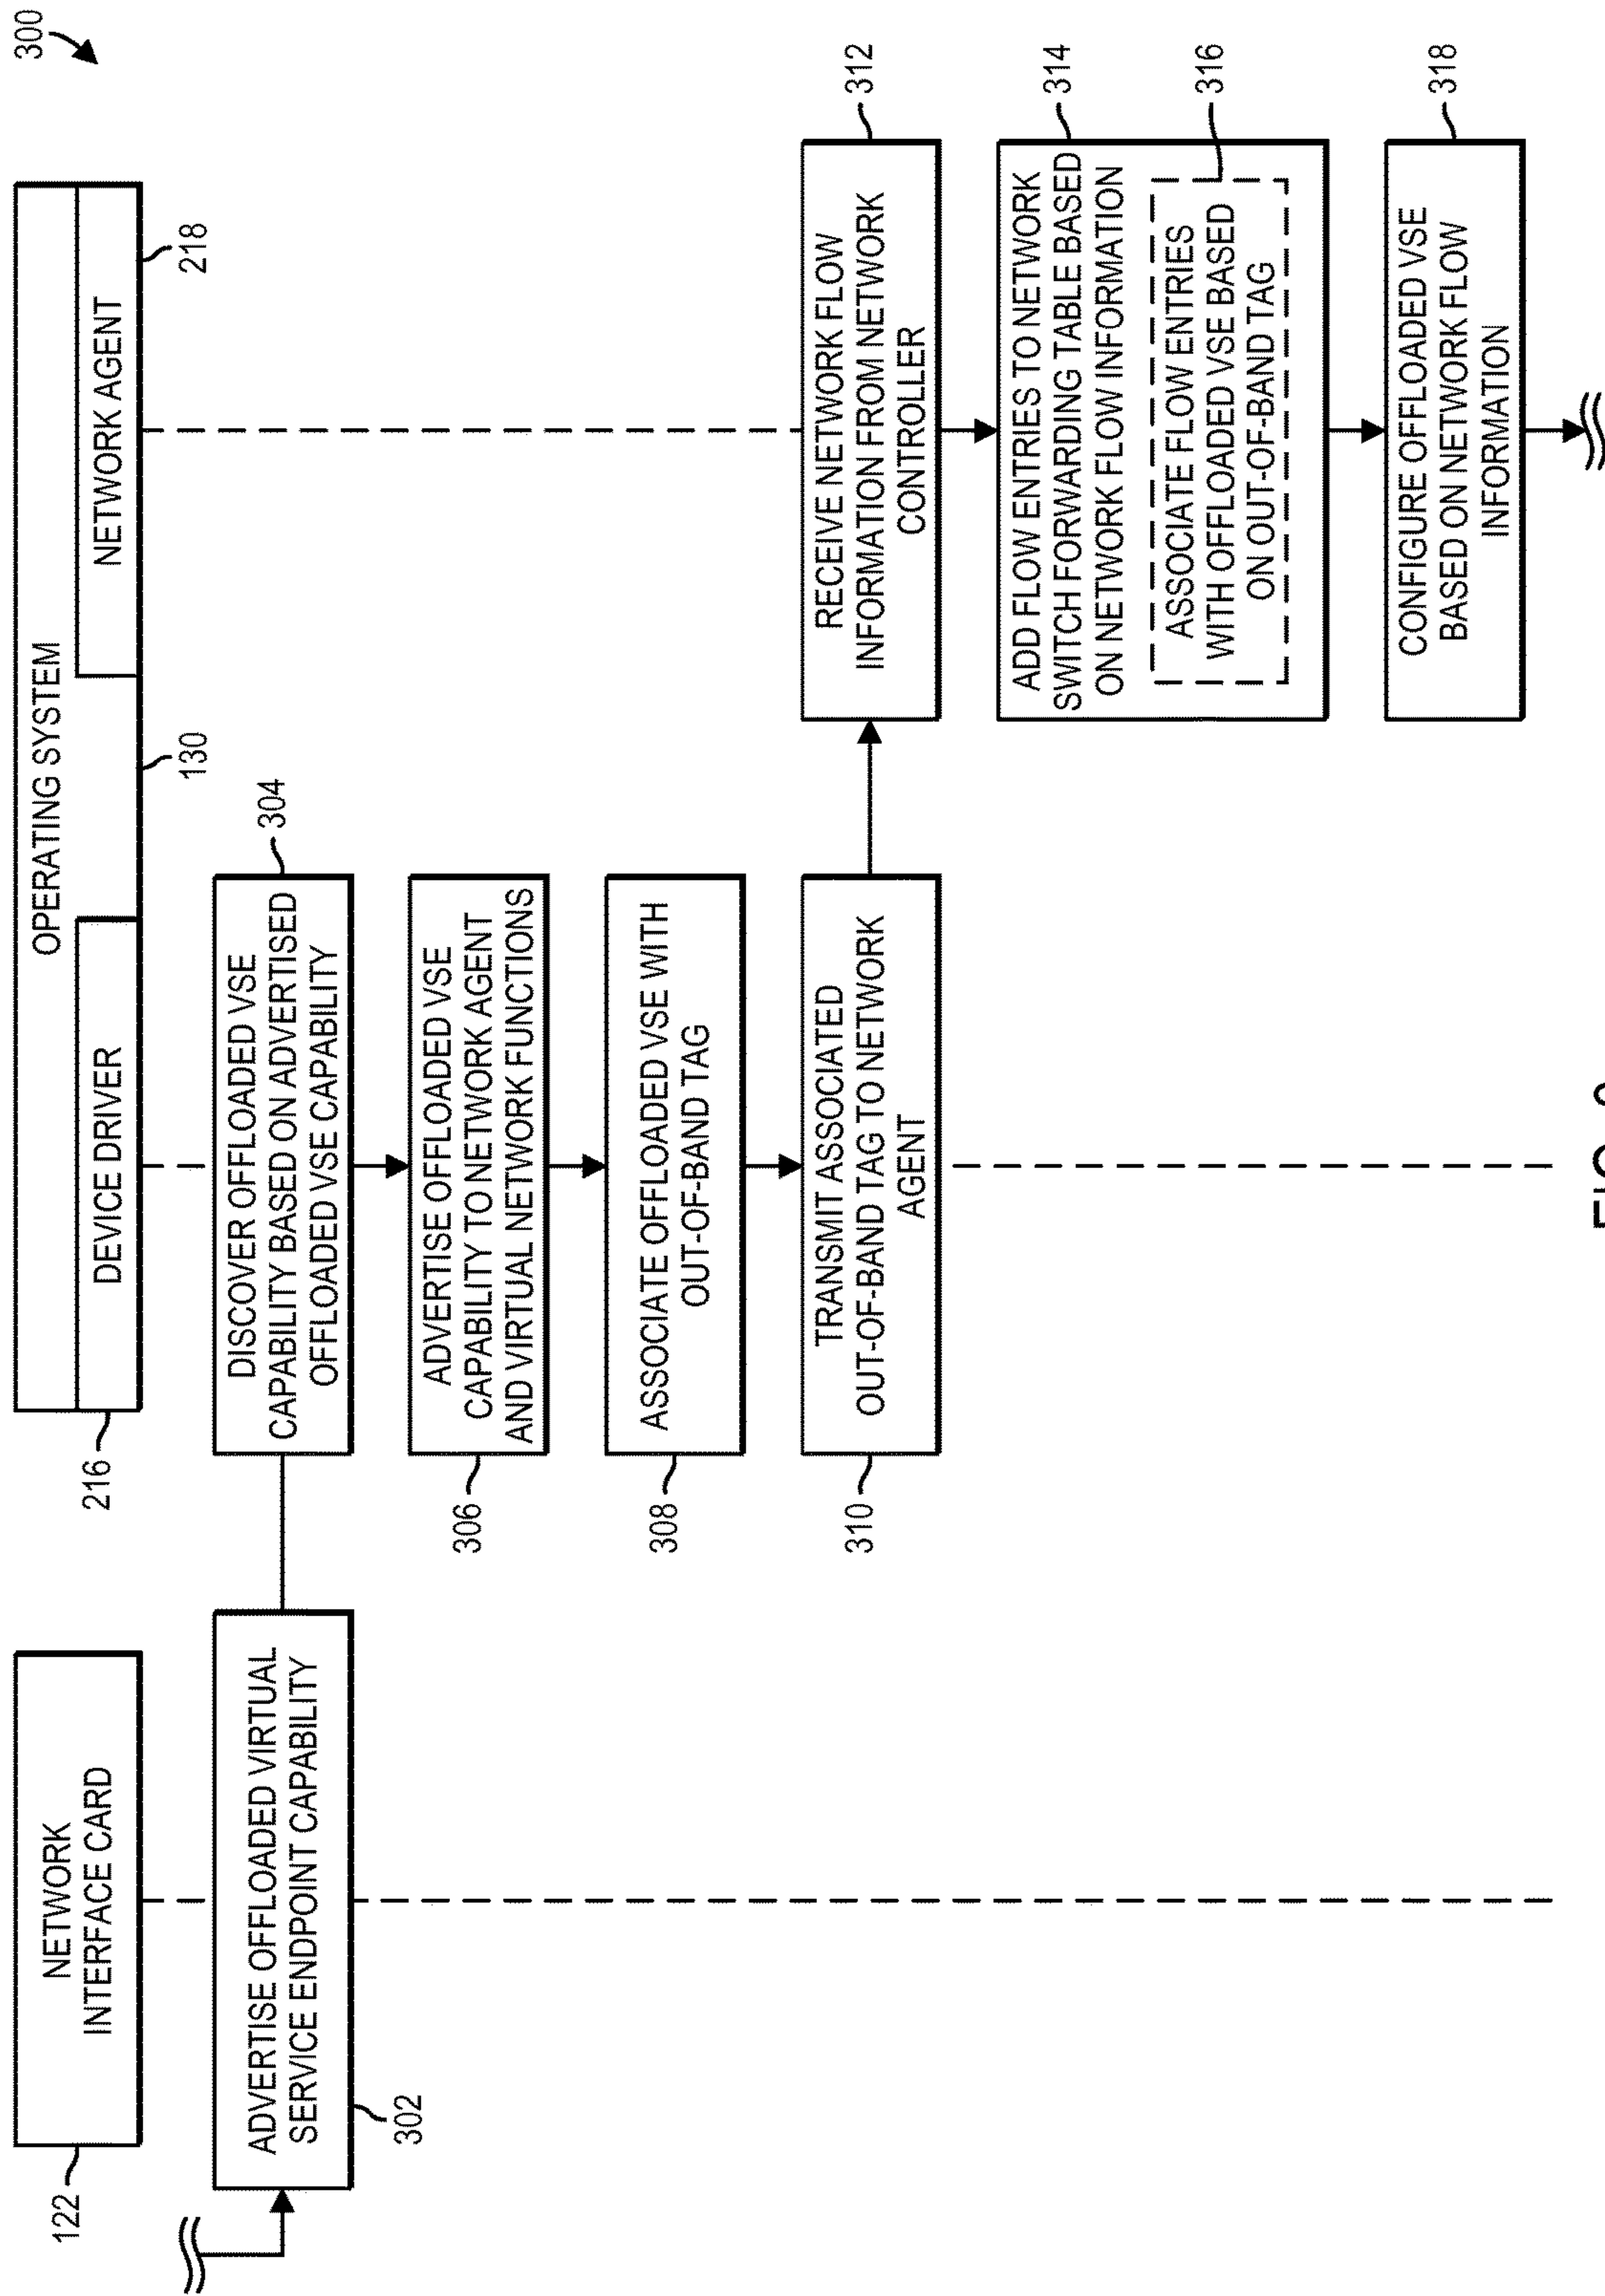 300
NETWORK
INTERFACE CARD
122
OPERATING SYSTEM
DEVICE DRIVER
216
130
NETWORK AGENT
218
ADVERTISE OFFLOADED VIRTUAL
SERVICE ENDPOINT CAPABILITY
302
DISCOVER OFFLOADED VSE
CAPABILITY BASED ON ADVERTISED
OFFLOADED VSE CAPABILITY
304
ADVERTISE OFFLOADED VSE
CAPABILITY TO NETWORK AGENT
AND VIRTUAL NETWORK FUNCTIONS
306
ASSOCIATE OFFLOADED VSE WITH
OUT-OF-BAND TAG
308
TRANSMIT ASSOCIATED
OUT-OF-BAND TAG TO NETWORK
AGENT
310
RECEIVE NETWORK FLOW
INFORMATION FROM NETWORK
CONTROLLER
312
ADD FLOW ENTRIES TO NETWORK
SWITCH FORWARDING TABLE BASED
ON NETWORK FLOW INFORMATION
314
ASSOCIATE FLOW ENTRIES
WITH OFFLOADED VSE BASED
ON OUT-OF-BAND TAG
316
CONFIGURE OFFLOADED VSE
BASED ON NETWORK FLOW
INFORMATION
318